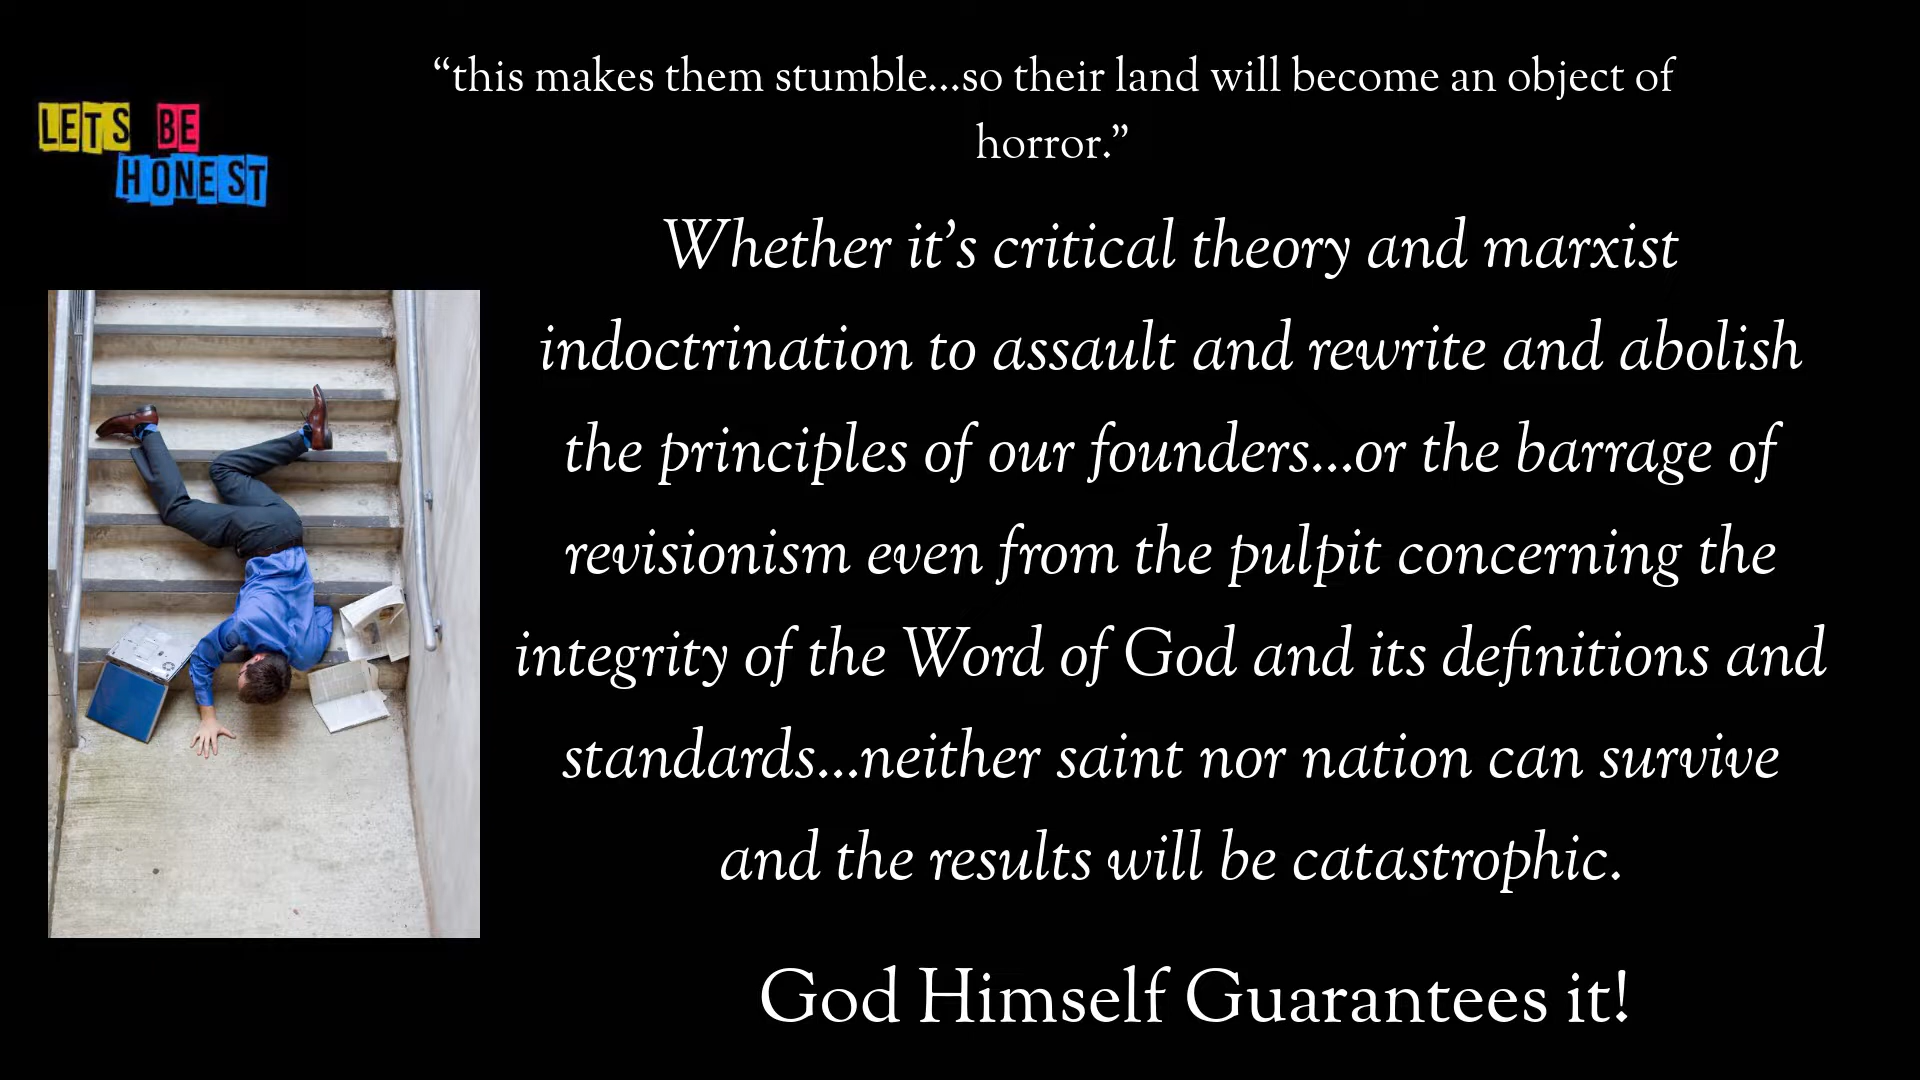 LETS BE
HONEST
“this makes them stumble...so their land will become an object of
horror.”
Whether it’s critical theory and marxist
indoctrination to assault and rewrite and abolish
the principles of our founders...or the barrage of
revisionism even from the pulpit concerning the
integrity of the Word of God and its definitions and
standards...neither saint nor nation can survive
and the results will be catastrophic.
God Himself Guarantees it!